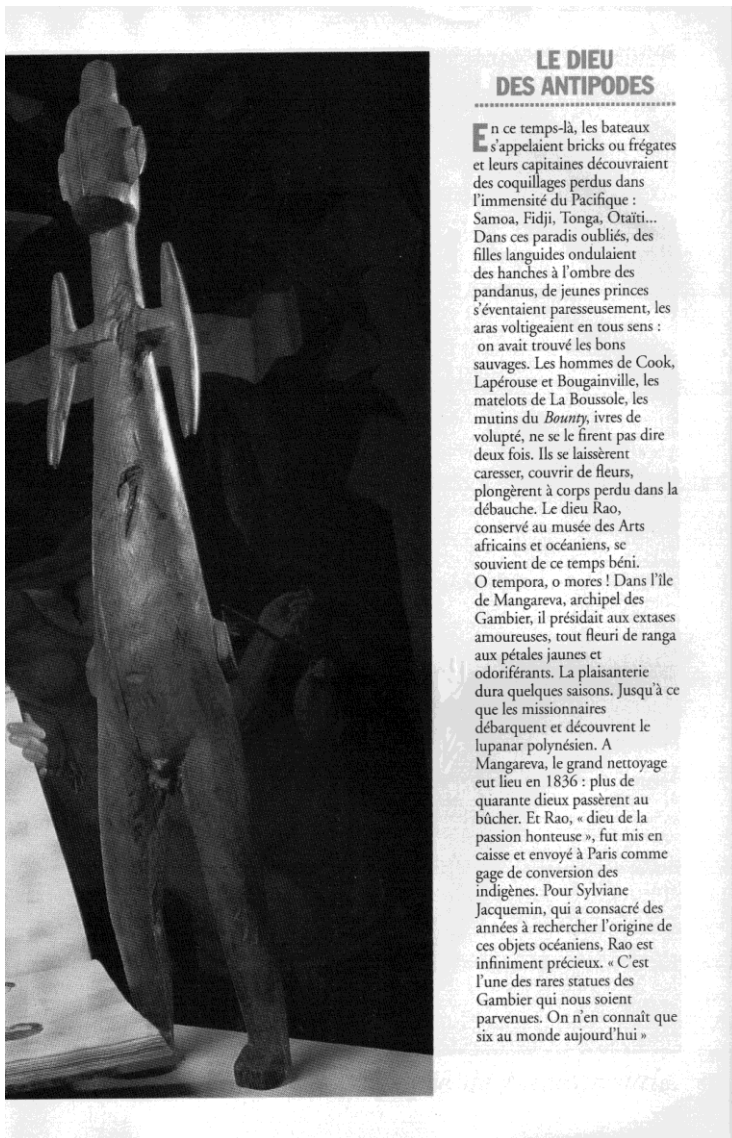 LE DIEU
DES ANTIPODES
En ce temps-là, les bateaux
s'appelaient bricks ou frégates
et leurs capitaines découvraient
des coquillages perdus dans
l'immensité du Pacifique :
Samoa, Fidji, Tonga, Otaïti...
Dans ces paradis oubliés, des
filles languides ondulaient
des hanches à l'ombre des
pandanus, de jeunes princes
s'éventaient paresseusement, les
aras voltigeaient en tous sens :
on avait trouvé les bons
sauvages. Les hommes de Cook,
Lapérouse et Bougainville, les
matelots de La Boussole, les
mutins du Bounty, ivres de
volupté, ne se le firent pas dire
deux fois. Ils se laissèrent
caresser, couvrir de fleurs,
plongèrent à corps perdu dans la
débauche. Le dieu Rao,
conservé au musée des Arts
africains et océaniens, se
souvient de ce temps béni.
O tempora, o mores ! Dans l'île
de Mangareva, archipel des
Gambier, il présidait aux extases
amoureuses, tout fleuri de ranga
aux pétales jaunes et
odoriférants. La plaisanterie
dura quelques saisons. Jusqu'à ce
que les missionnaires
débarquent et découvrent le
lupanar polynésien. A
Mangareva, le grand nettoyage
eut lieu en 1836 : plus de
quarante dieux passèrent au
bûcher. Et Rao, « dieu de la
passion honteuse », fut mis en
caisse et envoyé à Paris comme
gage de conversion des
indigènes. Pour Sylviane
Jacquemin, qui a consacré des
années à rechercher l'origine de
ces objets océaniens, Rao est
infiniment précieux. « C'est
l'une des rares statues des
Gambier qui nous soient
parvenues. On n'en connaît que
six au monde aujourd'hui »